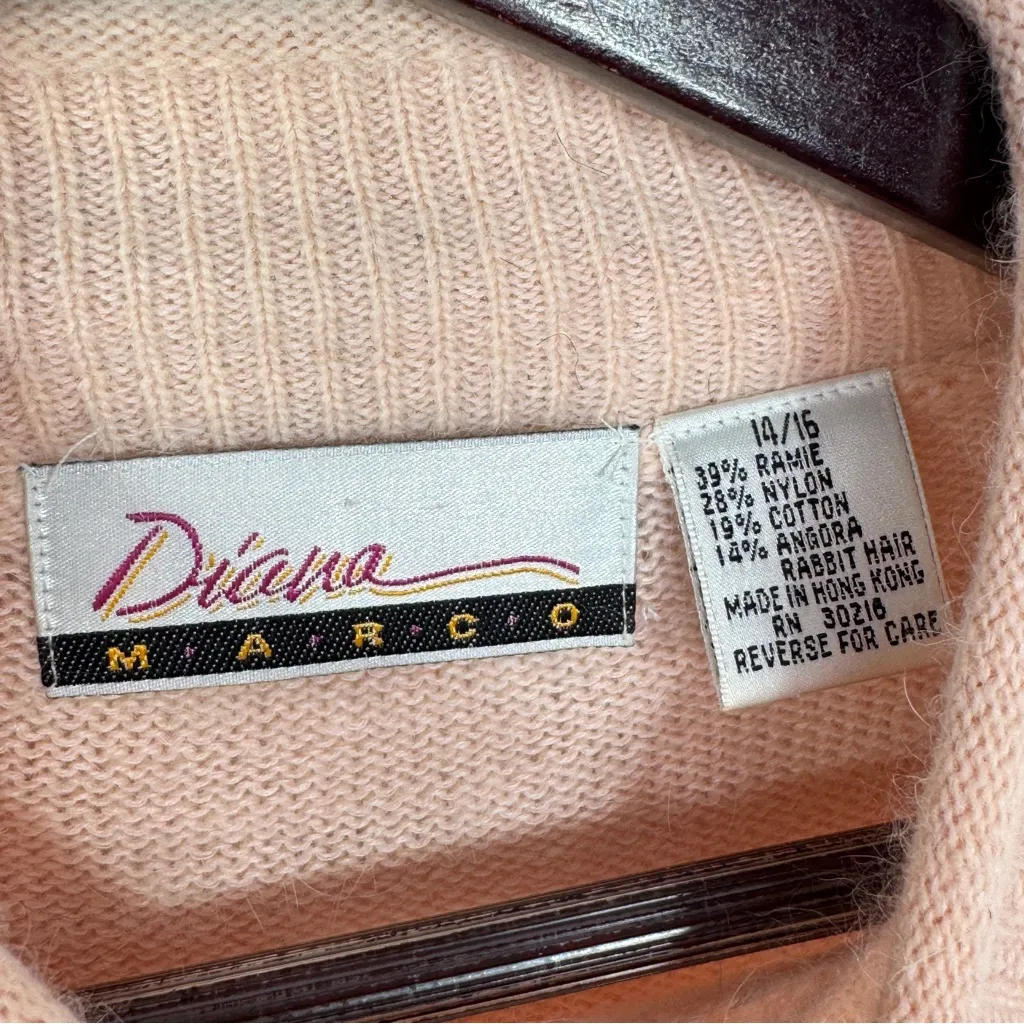 Diana
M·A·R·C·O
14/16
39% RAMIE
28% NYLON
19% COTTON
14% ANGORA
RABBIT HAIR
MADE IN HONG KONG
RN 30216
REVERSE FOR CARE